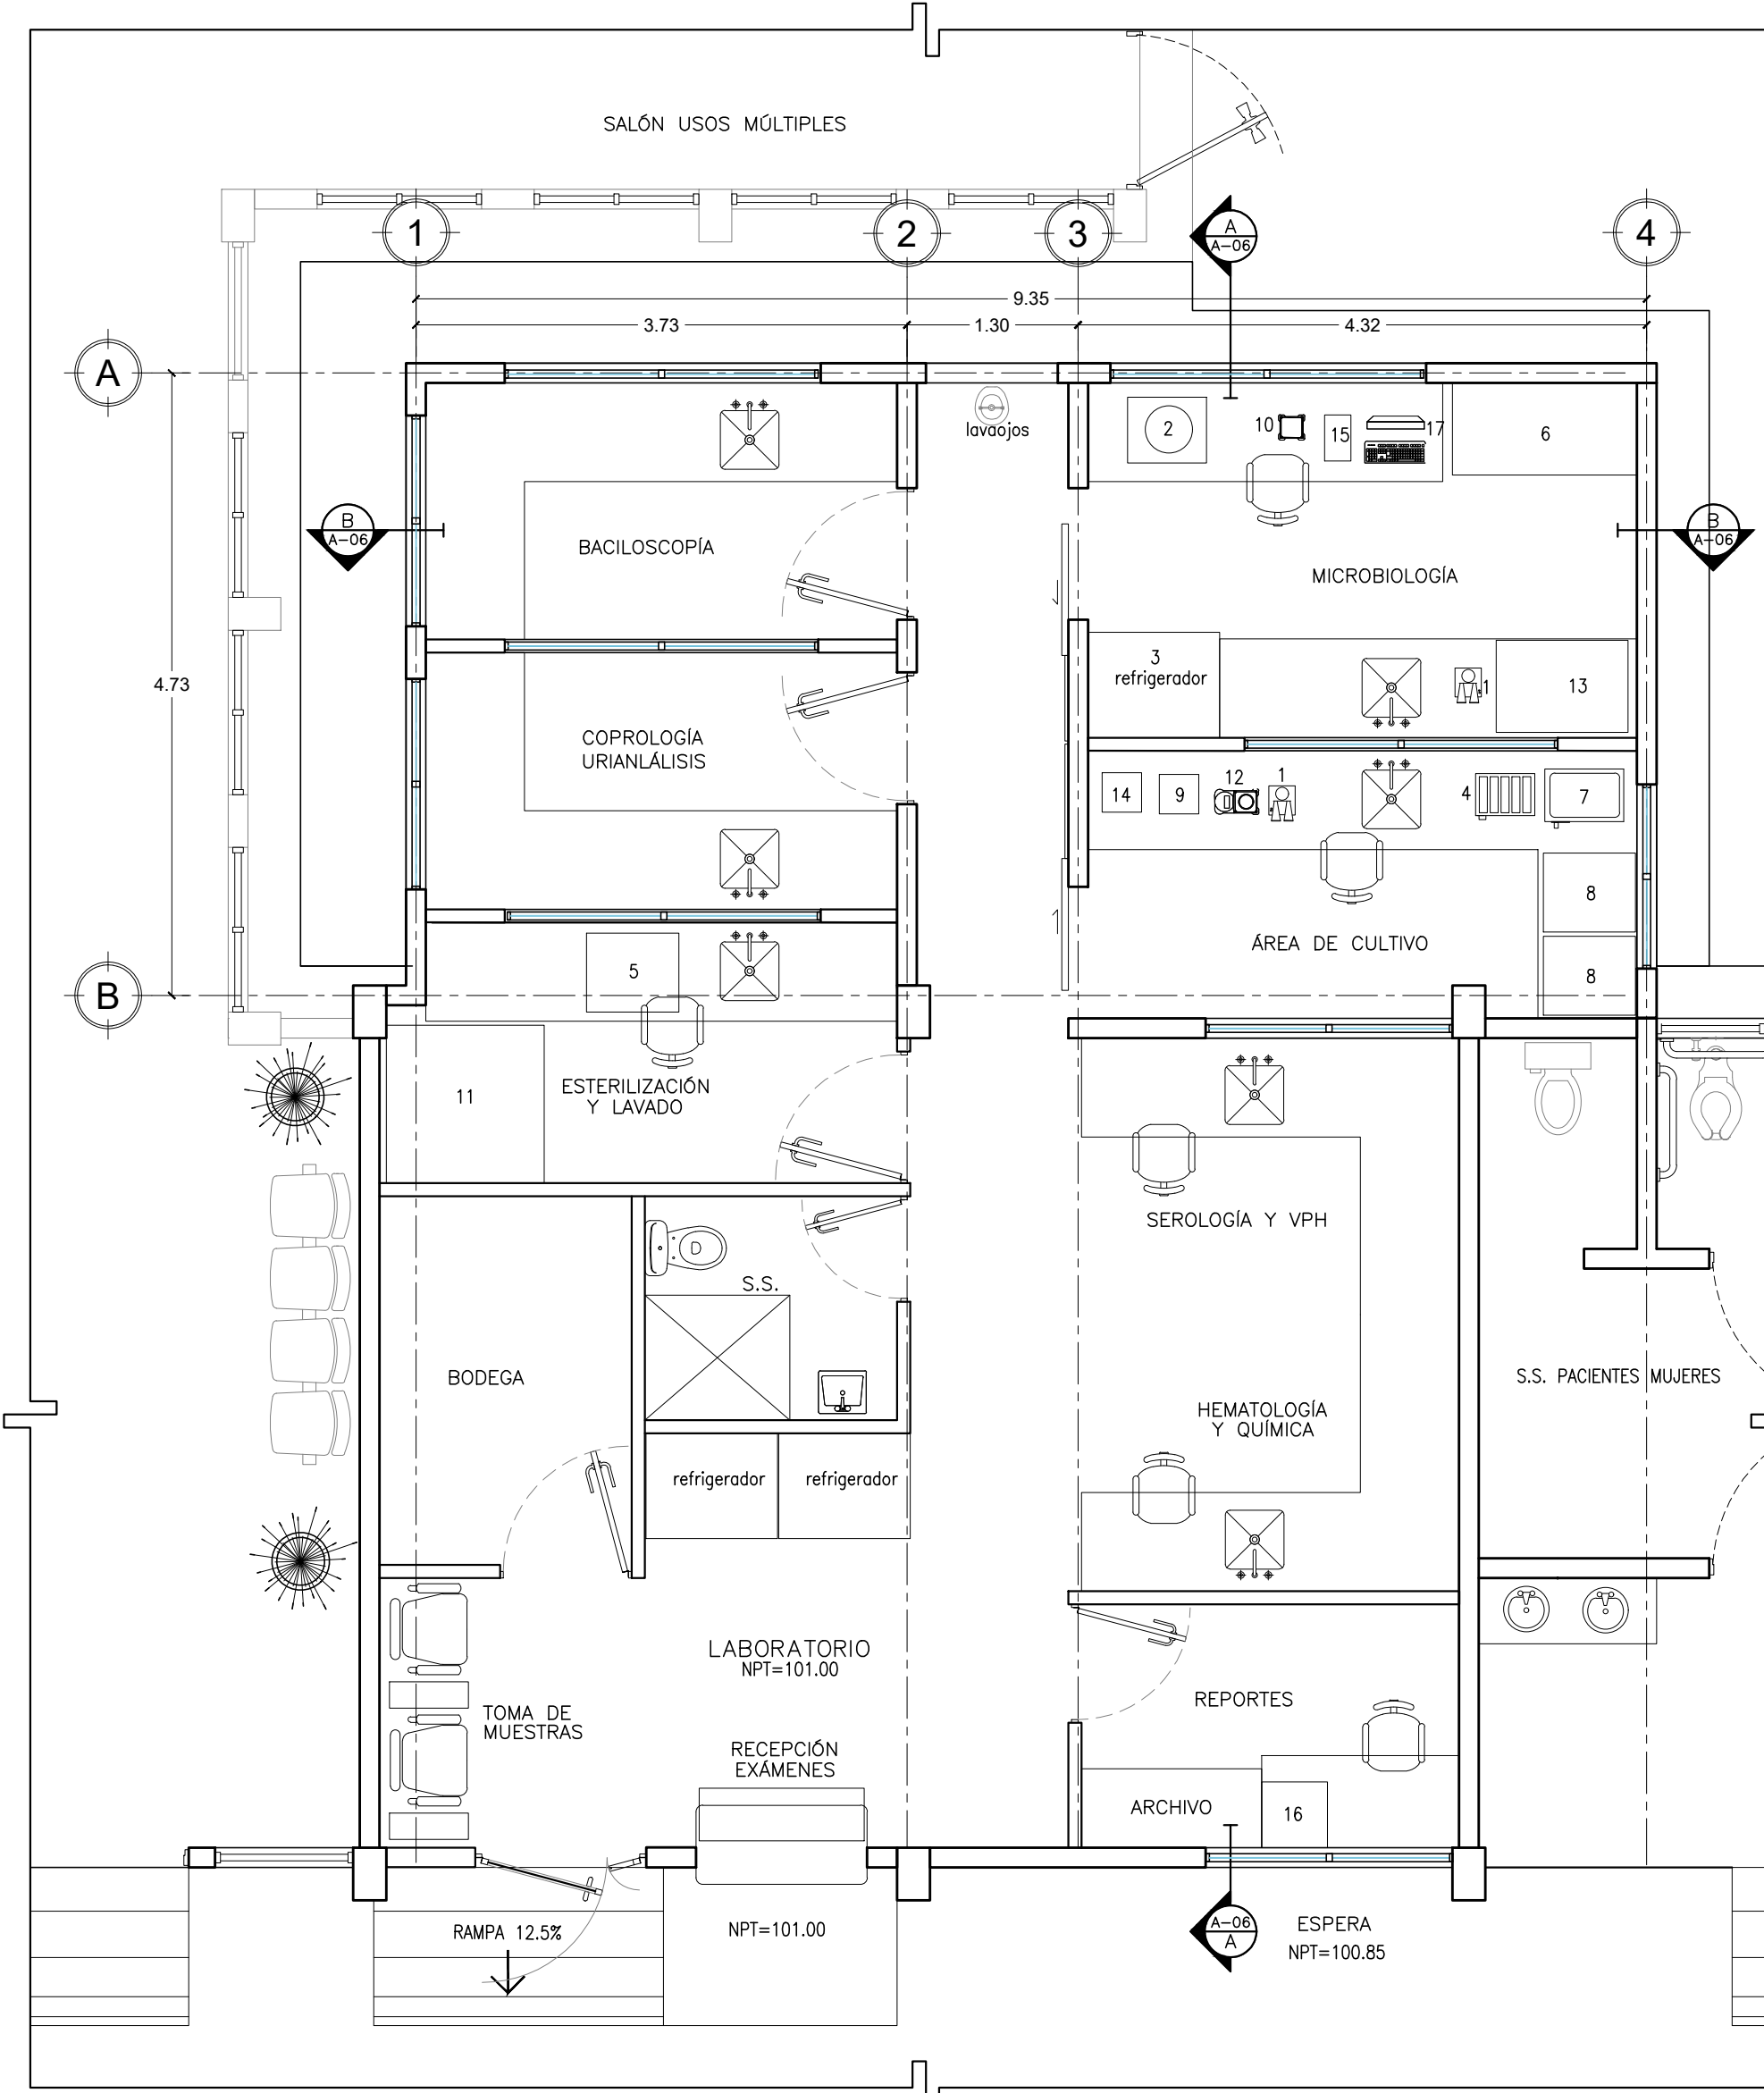 SALÓN USOS MÚLTIPLES
1
2
3
A
A-06
4
9.35
3.73
1.30
4.32
A
lavaojos
2
10
15
17
6
B
A-06
BACILOSCOPÍA
MICROBIOLOGÍA
B
A-06
4.73
3
refrigerador
1
13
COPROLOGÍA
URIANLÁLISIS
14
9
12
1
4
7
8
ÁREA DE CULTIVO
5
8
B
11
ESTERILIZACIÓN
Y LAVADO
SEROLOGÍA Y VPH
S.S.
BODEGA
S.S. PACIENTES MUJERES
HEMATOLOGÍA
Y QUÍMICA
refrigerador
refrigerador
LABORATORIO
NPT=101.00
TOMA DE
MUESTRAS
REPORTES
RECEPCIÓN
EXÁMENES
ARCHIVO
16
RAMPA 12.5%
NPT=101.00
A-06
A
ESPERA
NPT=100.85